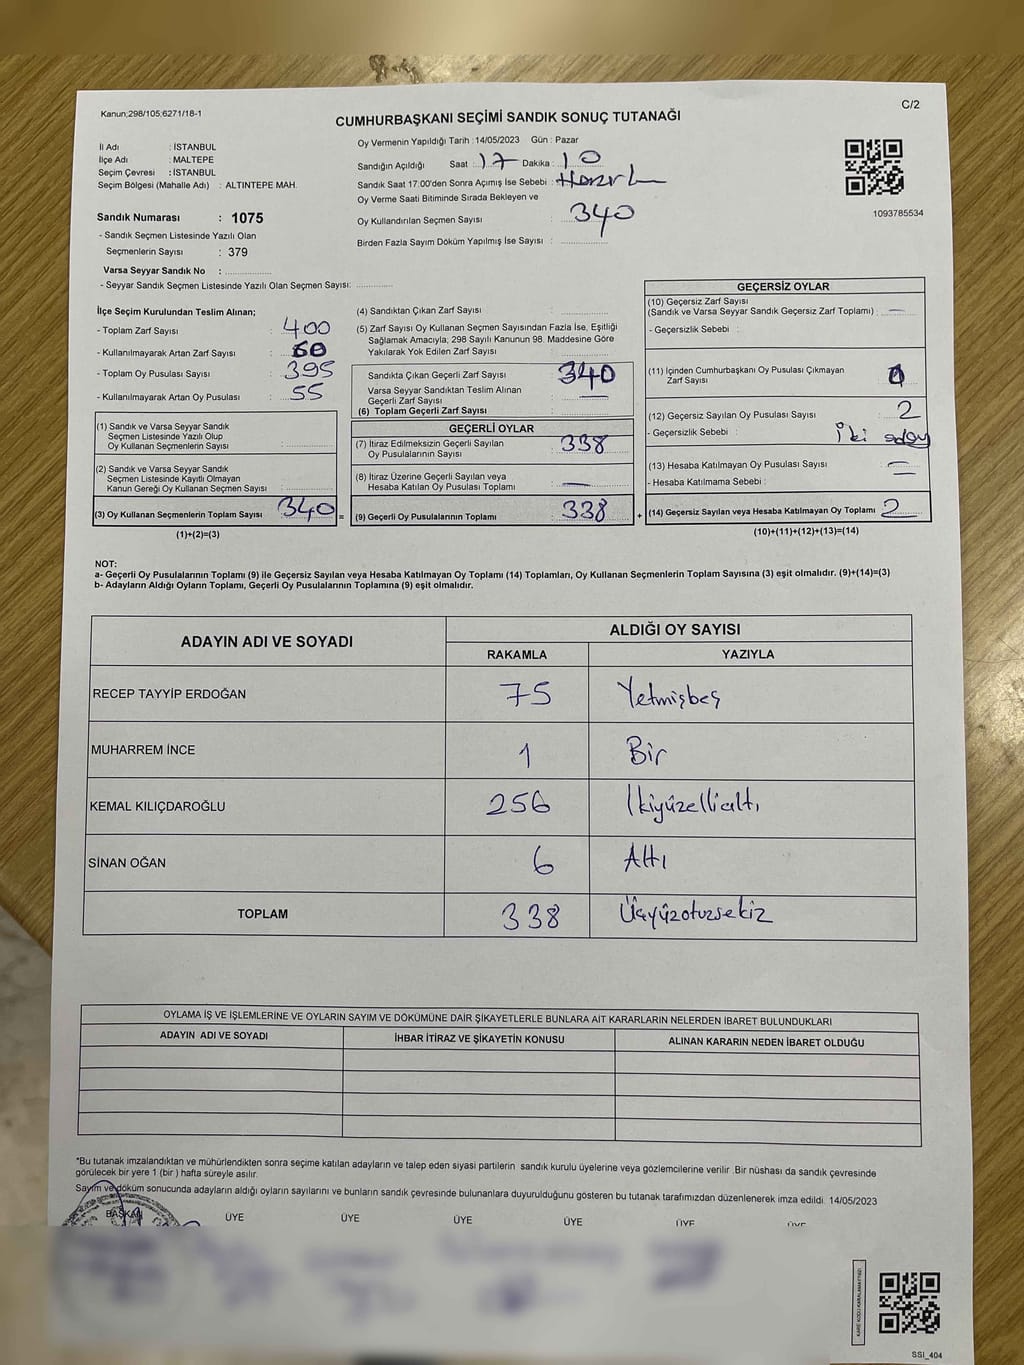 Kanun;298/105;6271/18-1
C/2
CUMHURBAŞKANI SEÇİMİ SANDIK SONUÇ TUTANAĞI
İl Adı : İSTANBUL
İlçe Adı : MALTEPE
Seçim Çevresi : İSTANBUL
Seçim Bölgesi (Mahalle Adı) : ALTINTEPE MAH.
Sandık Numarası : 1075
- Sandık Seçmen Listesinde Yazılı Olan
Seçmenlerin Sayısı : 379
Varsa Seyyar Sandık No : ....................
- Seyyar Sandık Seçmen Listesinde Yazılı Olan Seçmen Sayısı: ..............
Oy Vermenin Yapıldığı Tarih : 14/05/2023 Gün : Pazar
Sandığın Açıldığı Saat : 17 Dakika : 10
Sandık Saat 17:00'den Sonra Açımış İse Sebebi :
Oy Verme Saati Bitiminde Sırada Bekleyen ve
Oy Kullandırılan Seçmen Sayısı : 340
Birden Fazla Sayım Döküm Yapılmış İse Sayısı : ..............
1093785534
İlçe Seçim Kurulundan Teslim Alınan;
- Toplam Zarf Sayısı : 400
- Kullanılmayarak Artan Zarf Sayısı : 60
- Toplam Oy Pusulası Sayısı : 395
- Kullanılmayarak Artan Oy Pusulası : 55
(1) Sandık ve Varsa Seyyar Sandık
Seçmen Listesinde Yazılı Olup
Oy Kullanan Seçmenlerin Sayısı :
(2) Sandık ve Varsa Seyyar Sandık
Seçmen Listesinde Kayıtlı Olmayan
Kanun Gereği Oy Kullanan Seçmen Sayısı :
(3) Oy Kullanan Seçmenlerin Toplam Sayısı 340 =
(1)+(2)=(3)
(4) Sandıktan Çıkan Zarf Sayısı :
(5) Zarf Sayısı Oy Kullanan Seçmen Sayısından Fazla İse, Eşitliği
Sağlamak Amacıyla, 298 Sayılı Kanunun 98. Maddesine Göre
Yakılarak Yok Edilen Zarf Sayısı :
Sandıkta Çıkan Geçerli Zarf Sayısı : 340
Varsa Seyyar Sandıktan Teslim Alınan
Geçerli Zarf Sayısı : —
(6) Toplam Geçerli Zarf Sayısı :
GEÇERLİ OYLAR
(7) İtiraz Edilmeksizin Geçerli Sayılan
Oy Pusulalarının Sayısı : 338
(8) İtiraz Üzerine Geçerli Sayılan veya
Hesaba Katılan Oy Pusulası Toplamı : —
(9) Geçerli Oy Pusulalarının Toplamı : 338 +
GEÇERSİZ OYLAR
(10) Geçersiz Zarf Sayısı
(Sandık ve Varsa Seyyar Sandık Geçersiz Zarf Toplamı) : —
- Geçersizlik Sebebi :
(11) İçinden Cumhurbaşkanı Oy Pusulası Çıkmayan
Zarf Sayısı : 0
(12) Geçersiz Sayılan Oy Pusulası Sayısı : 2
- Geçersizlik Sebebi : İki aday
(13) Hesaba Katılmayan Oy Pusulası Sayısı : —
- Hesaba Katılmama Sebebi : —
(14) Geçersiz Sayılan veya Hesaba Katılmayan Oy Toplamı : 2
(10)+(11)+(12)+(13)=(14)
NOT:
a- Geçerli Oy Pusulalarının Toplamı (9) ile Geçersiz Sayılan veya Hesaba Katılmayan Oy Toplamı (14) Toplamları, Oy Kullanan Seçmenlerin Toplam Sayısına (3) eşit olmalıdır. (9)+(14)=(3)
b- Adayların Aldığı Oyların Toplamı, Geçerli Oy Pusulalarının Toplamına (9) eşit olmalıdır.
ADAYIN ADI VE SOYADI
ALDIĞI OY SAYISI
RAKAMLA YAZIYLA
RECEP TAYYİP ERDOĞAN 75 Yetmişbeş
MUHARREM İNCE 1 Bir
KEMAL KILIÇDAROĞLU 256 İkiyüzellialtı
SİNAN OĞAN 6 Altı
TOPLAM 338 Üçyüzotuzsekiz
OYLAMA İŞ VE İŞLEMLERİNE VE OYLARIN SAYIM VE DÖKÜMÜNE DAİR ŞİKAYETLERLE BUNLARA AİT KARARLARIN NELERDEN İBARET BULUNDUKLARI
ADAYIN ADI VE SOYADI İHBAR İTİRAZ VE ŞİKAYETİN KONUSU ALINAN KARARIN NEDEN İBARET OLDUĞU
*Bu tutanak imzalandıktan ve mühürlendikten sonra seçime katılan adayların ve talep eden siyasi partilerin sandık kurulu üyelerine veya gözlemcilerine verilir .Bir nüshası da sandık çevresinde
görülecek bir yere 1 (bir ) hafta süreyle asılır.
Sayım ve döküm sonucunda adayların aldığı oyların sayılarını ve bunların sandık çevresinde bulunanlara duyurulduğunu gösteren bu tutanak tarafımızdan düzenlenerek imza edildi. 14/05/2023
BAŞKAN ÜYE ÜYE ÜYE ÜYE ÜYE ÜYE
SSI_404